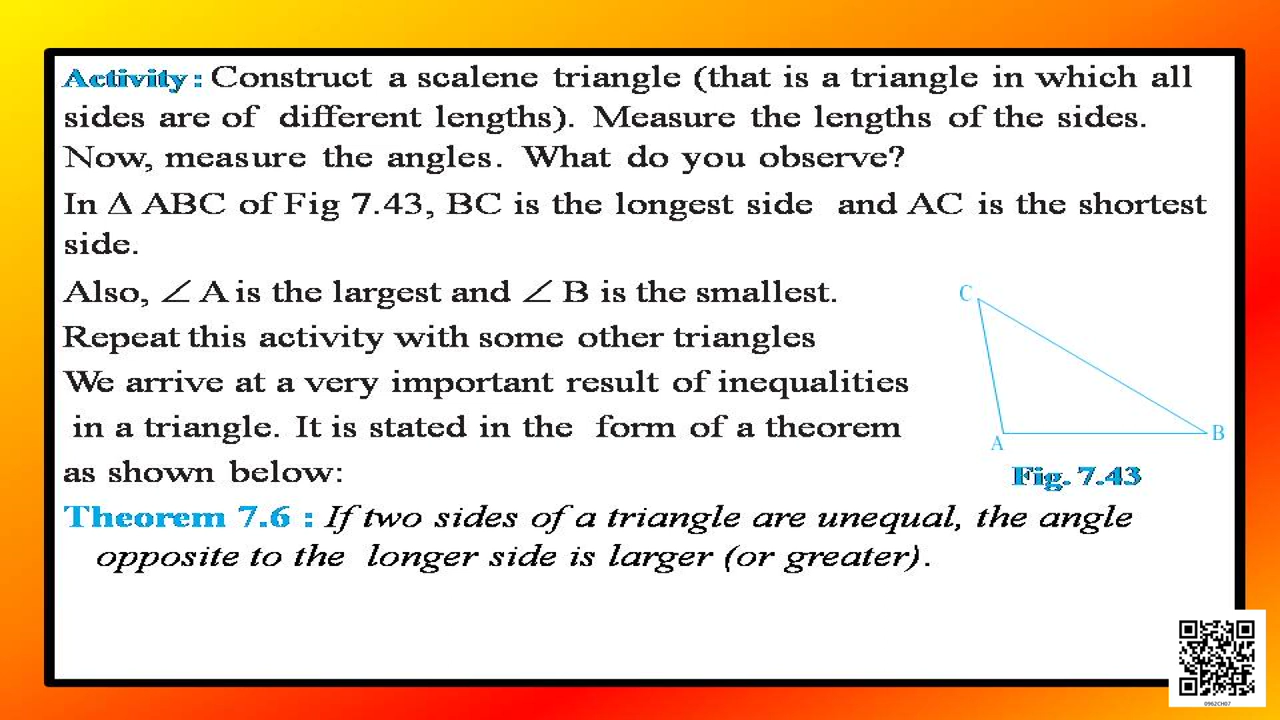 Activity : Construct a scalene triangle (that is a triangle in which all
sides are of different lengths). Measure the lengths of the sides.
Now, measure the angles. What do you observe?
In Δ ABC of Fig 7.43, BC is the longest side and AC is the shortest
side.
Also, ∠ A is the largest and ∠ B is the smallest.
Repeat this activity with some other triangles
We arrive at a very important result of inequalities
in a triangle. It is stated in the form of a theorem
as shown below:
C
A
B
Fig. 7.43
Theorem 7.6 : If two sides of a triangle are unequal, the angle
opposite to the longer side is larger (or greater).
0962CH07